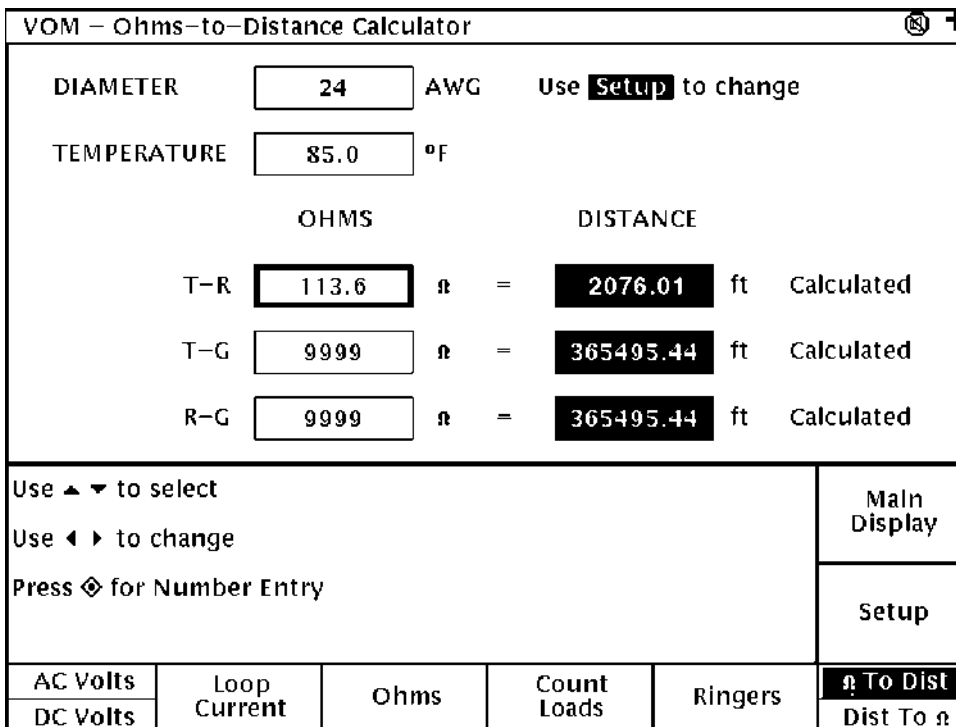 VOM – Ohms-to-Distance Calculator
DIAMETER 24 AWG Use Setup to change
TEMPERATURE 85.0 °F
OHMS DISTANCE
T-R 113.6 Ω = 2076.01 ft Calculated
T-G 9999 Ω = 365495.44 ft Calculated
R-G 9999 Ω = 365495.44 ft Calculated
Use ▲ ▼ to select
Use ◀ ▶ to change
Press ◈ for Number Entry
Main
Display
Setup
AC Volts
DC Volts
Loop
Current
Ohms
Count
Loads
Ringers
Ω To Dist
Dist To Ω